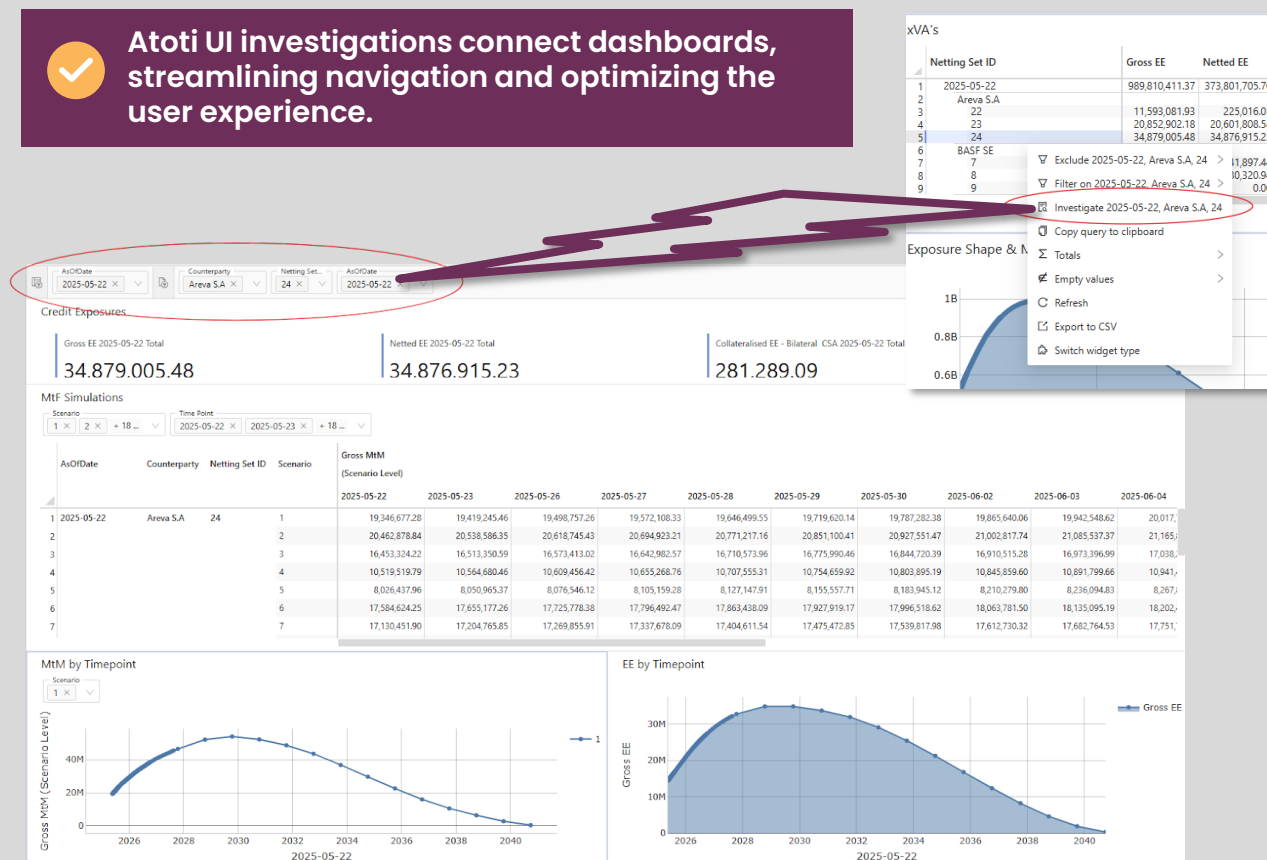 Atoti UI investigations connect dashboards,
streamlining navigation and optimizing the
user experience.
xVA's
Netting Set ID Gross EE Netted EE
1 2025-05-22 989,810,411.37
2 Areva S.A
3 22 11,593,081.93
4 23 20,852,902.18
5 24 34,879,005.48
6 BASF SE
7 7
8 8
9 9
Exclude 2025-05-22, Areva S.A, 24
Filter on 2025-05-22, Areva S.A, 24
Investigate 2025-05-22, Areva S.A, 24
Copy query to clipboard
Totals
Empty values
Refresh
Export to CSV
Switch widget type
Exposure Shape &
1B
0.8B
0.6B
AsOfDate Counterparty Netting Set... AsOfDate
2025-05-22 × Areva S.A × 24 × 2025-05-22
Credit Exposures
Gross EE 2025-05-22 Total Netted EE 2025-05-22 Total Collateralised EE - Bilateral CSA 2025-05-22 Total
34,879,005.48 34,876,915.23 281,289.09
MtF Simulations
Scenario Time Point
1 × 2 × + 18 ... 2025-05-22 × 2025-05-23 × + 18 ...
AsOfDate Counterparty Netting Set ID Scenario Gross MtM
(Scenario Level)
2025-05-22 2025-05-23 2025-05-26 2025-05-27 2025-05-28 2025-05-29 2025-05-30 2025-06-02 2025-06-03 2025-06-04
1 2025-05-22 Areva S.A 24 1 19,346,677.28 19,419,245.46 19,498,757.26 19,572,108.33 19,646,499.55 19,719,620.14 19,787,282.38 19,865,640.06 19,942,548.62 20,017,
2 2 20,462,878.84 20,538,586.35 20,618,745.43 20,694,923.21 20,771,217.16 20,851,100.41 20,927,551.47 21,002,817.74 21,085,537.37 21,165,
3 3 16,453,324.22 16,513,350.59 16,573,413.02 16,642,982.57 16,710,573.96 16,775,990.46 16,844,720.39 16,910,515.28 16,973,396.99 17,038,
4 4 10,519,519.79 10,564,680.46 10,609,456.42 10,655,268.76 10,707,555.31 10,754,659.92 10,803,895.19 10,845,859.60 10,891,799.66 10,941,
5 5 8,026,437.96 8,050,965.37 8,076,546.12 8,105,159.28 8,127,147.91 8,155,557.71 8,183,945.12 8,210,279.80 8,236,094.83 8,267,
6 6 17,584,624.25 17,655,177.26 17,725,778.38 17,796,492.47 17,863,438.09 17,927,919.17 17,996,518.62 18,063,781.50 18,135,095.19 18,202,
7 7 17,130,451.90 17,204,765.85 17,269,855.91 17,337,678.09 17,404,611.54 17,475,472.85 17,539,817.98 17,612,730.32 17,682,764.53 17,751,
MtM by Timepoint
Scenario
1 ×
Gross MtM (Scenario Level)
40M
20M
0
2026 2028 2030 2032 2034 2036 2038 2040
2025-05-22
1
EE by Timepoint
Gross EE
30M
20M
10M
0
2026 2028 2030 2032 2034 2036 2038 2040
2025-05-22
Gross EE